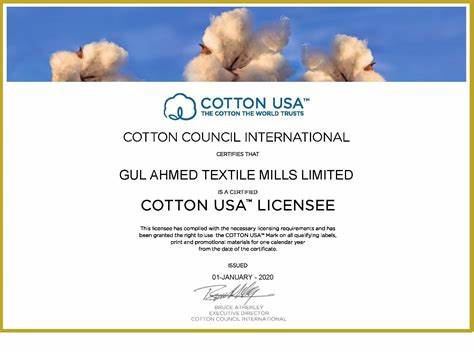 COTTON USA™
THE COTTON THE WORLD TRUSTS
COTTON COUNCIL INTERNATIONAL
CERTIFIES THAT
GUL AHMED TEXTILE MILLS LIMITED
IS A CERTIFIED
COTTON USA™ LICENSEE
This licensee has complied with the necessary licensing requirements and has
been granted the right to use the COTTON USA™ Mark on all qualifying labels,
print and promotional materials for one calendar year
from the date of the certificate.
ISSUED
01-JANUARY - 2020
BRUCE ATHERLEY
EXECUTIVE DIRECTOR
COTTON COUNCIL INTERNATIONAL